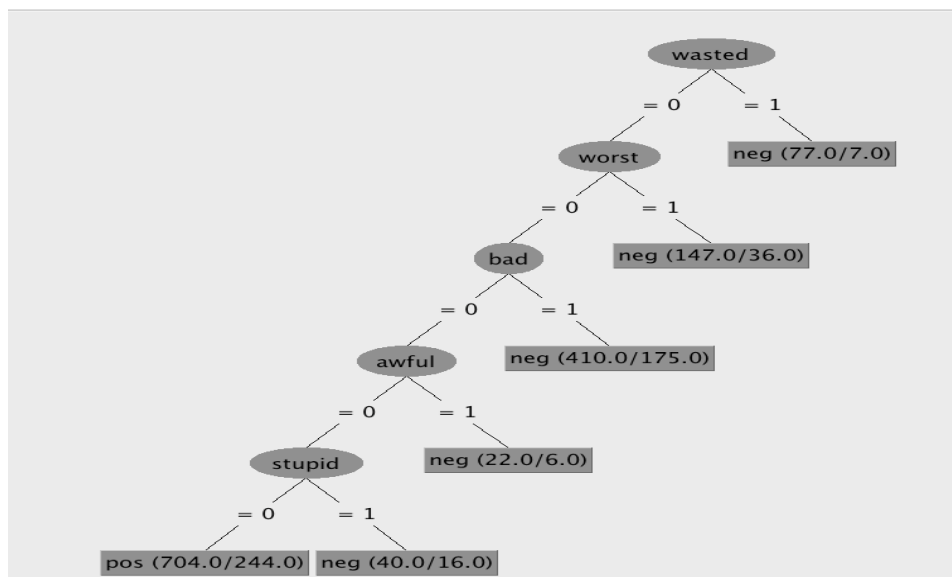 wasted
= 0 = 1
worst neg (77.0/7.0)
= 0 = 1
bad neg (147.0/36.0)
= 0 = 1
awful neg (410.0/175.0)
= 0 = 1
stupid neg (22.0/6.0)
= 0 = 1
pos (704.0/244.0) neg (40.0/16.0)